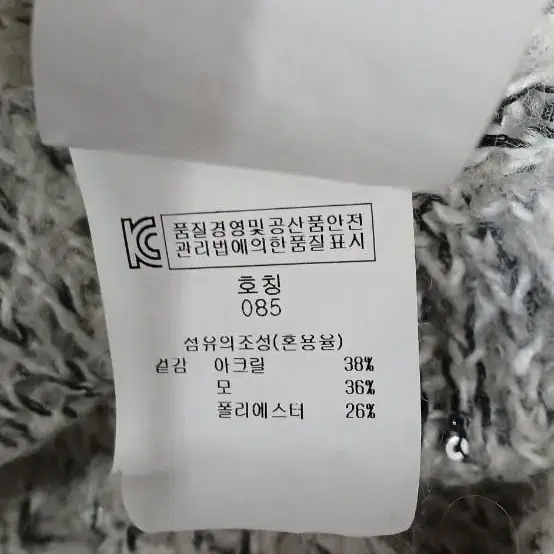 KC 품질경영및공산품안전
관리법에의한품질표시
호칭
085
섬유의조성(혼용율)
겉감 아크릴 38%
모 36%
폴리에스터 26%